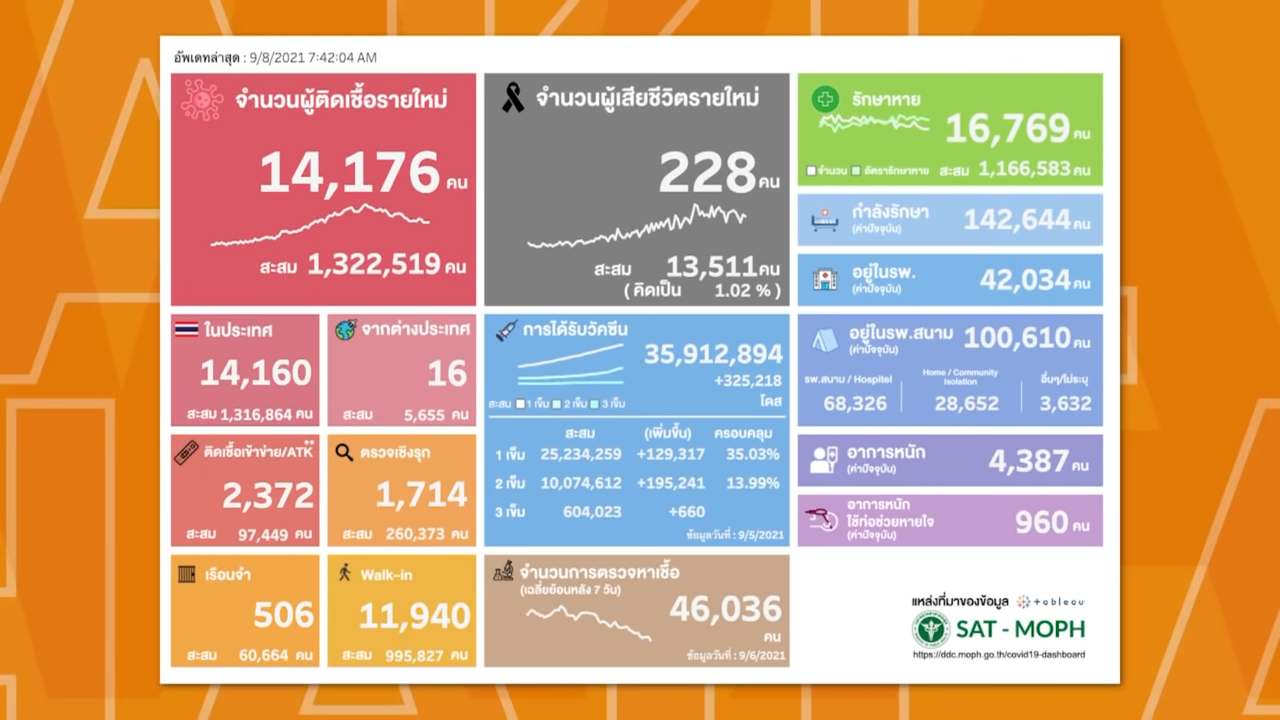 อัพเดทล่าสุด : 9/8/2021 7:42:04 AM
จำนวนผู้ติดเชื้อรายใหม่
14,176 คน
สะสม 1,322,519 คน
จำนวนผู้เสียชีวิตรายใหม่
228 คน
สะสม 13,511 คน
( คิดเป็น 1.02 % )
รักษาหาย
16,769 คน
จำนวน อัตรารักษาหาย สะสม 1,166,583 คน
กำลังรักษา
(ค่าปัจจุบัน)
142,644 คน
อยู่ในรพ.
(ค่าปัจจุบัน)
42,034 คน
ในประเทศ
14,160
สะสม 1,316,864 คน
จากต่างประเทศ
16
สะสม 5,655 คน
การได้รับวัคซีน
35,912,894
+325,218
โดส
สะสม 1 เข็ม 2 เข็ม 3 เข็ม
สะสม (เพิ่มขึ้น) ครอบคลุม
1 เข็ม 25,234,259 +129,317 35.03%
2 เข็ม 10,074,612 +195,241 13.99%
3 เข็ม 604,023 +660
ข้อมูลวันที่ : 9/5/2021
อยู่ในรพ.สนาม
(ค่าปัจจุบัน)
100,610 คน
รพ.สนาม / Hospitel
68,326
Home / Community
Isolation
28,652
อื่นๆ/ไม่ระบุ
3,632
ติดเชื้อเข้าข่าย/ATK**
2,372
สะสม 97,449 คน
ตรวจเชิงรุก
1,714
สะสม 260,373 คน
อาการหนัก
(ค่าปัจจุบัน)
4,387 คน
อาการหนัก
ใช้ท่อช่วยหายใจ
(ค่าปัจจุบัน)
960 คน
เรือนจำ
506
สะสม 60,664 คน
Walk-in
11,940
สะสม 995,827 คน
จำนวนการตรวจหาเชื้อ
(เฉลี่ยย้อนหลัง 7 วัน)
46,036
คน
ข้อมูลวันที่ : 9/6/2021
แหล่งที่มาของข้อมูล +ableau
SAT - MOPH
https://ddc.moph.go.th/covid19-dashboard